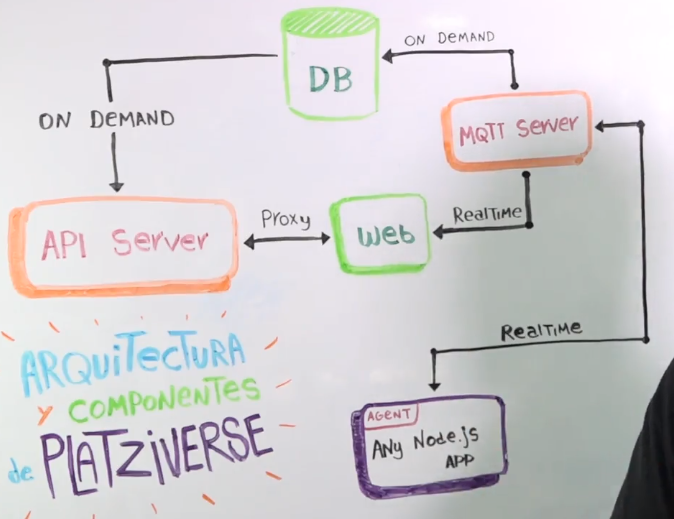 ON DEMAND
DB
MQTT Server
ON DEMAND
API Server
Proxy
Web
RealTime
RealTime
ARQUITECTURA
Y COMPONENTES
de PLATZIVERSE
AGENT
ANy Node.js
APP